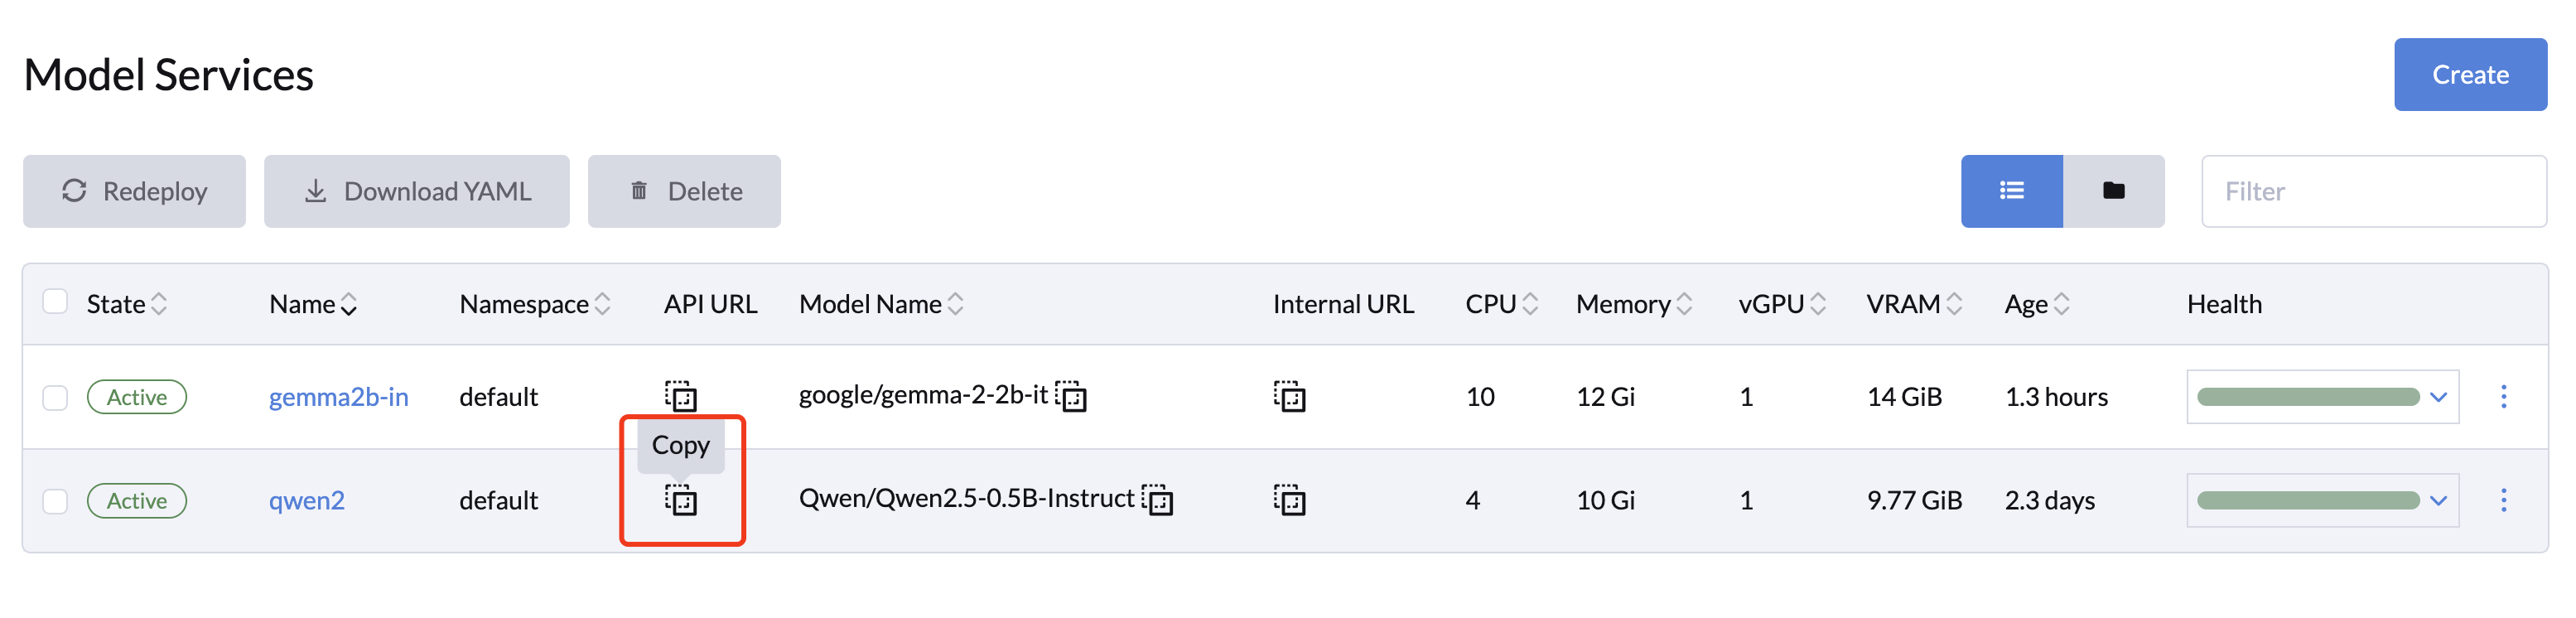 Model Services
Create
Redeploy Download YAML Delete
Filter
State Name Namespace API URL Model Name Internal URL CPU Memory vGPU VRAM Age Health
Active gemma2b-in default google/gemma-2-2b-it 10 12 Gi 1 14 GiB 1.3 hours
Copy
Active qwen2 default Qwen/Qwen2.5-0.5B-Instruct 4 10 Gi 1 9.77 GiB 2.3 days